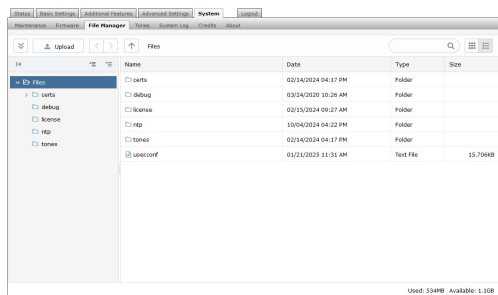 Status Basic Settings Additional Features Advanced Settings System Logout
Maintenance Firmware File Manager Tones System Log Credits About
Upload Files
Name Date Type Size
Files
certs
debug
license
ntp
tones
certs 02/14/2024 04:17 PM Folder
debug 03/24/2020 10:26 AM Folder
license 02/15/2024 09:27 AM Folder
ntp 10/04/2024 04:22 PM Folder
tones 02/14/2024 04:17 PM Folder
user.conf 01/21/2025 11:31 AM Text File 15.706KB
Used: 534MB Available: 1.1GB